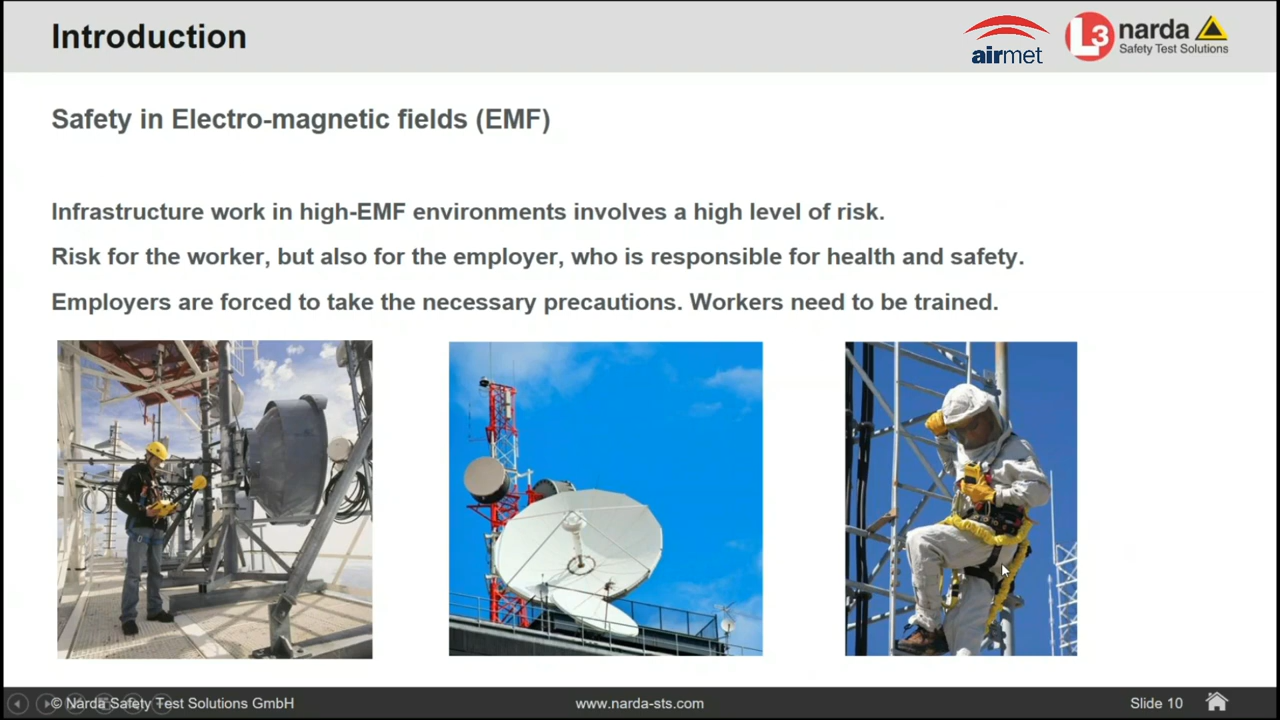 Introduction
airmet
L3 narda
Safety Test Solutions
Safety in Electro-magnetic fields (EMF)
Infrastructure work in high-EMF environments involves a high level of risk.
Risk for the worker, but also for the employer, who is responsible for health and safety.
Employers are forced to take the necessary precautions. Workers need to be trained.
© Narda Safety Test Solutions GmbH
www.narda-sts.com
Slide 10